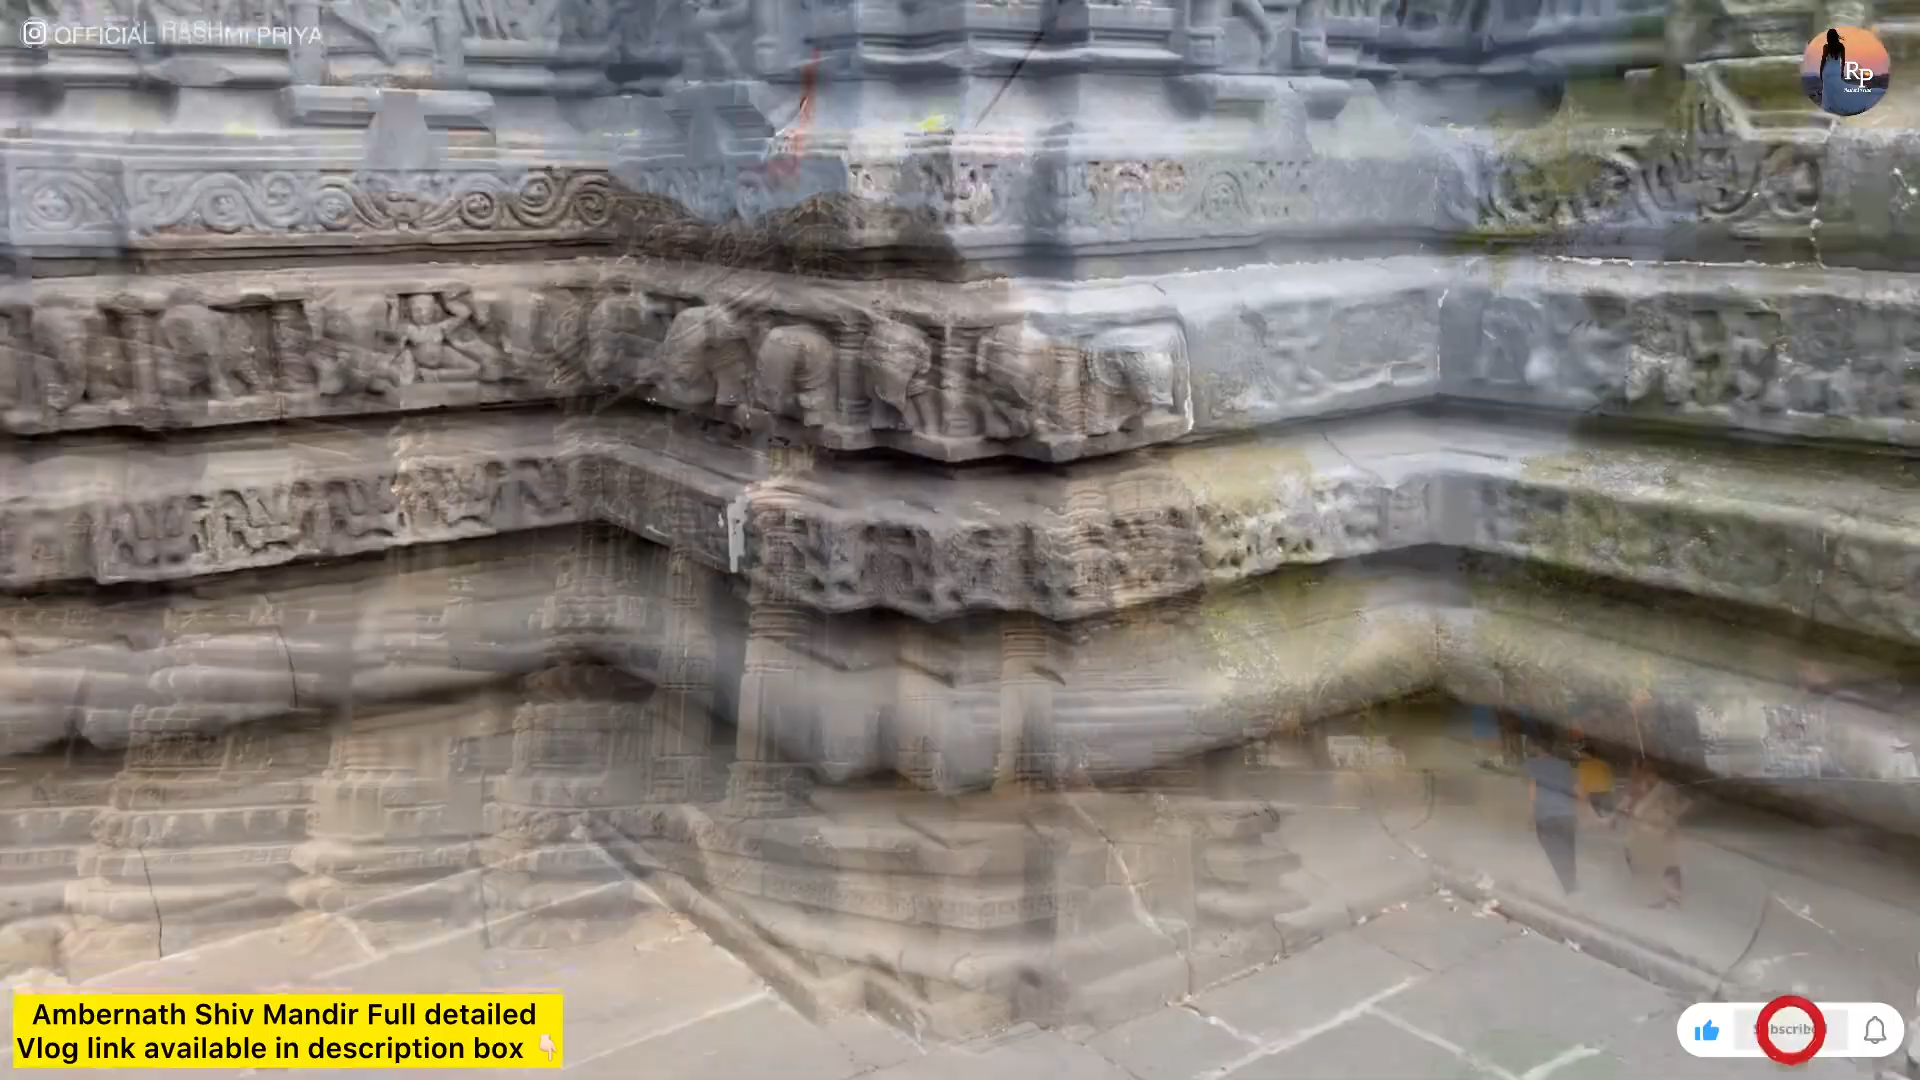 OFFICIAL RASHMI PRIYA
RP
Ambernath Shiv Mandir Full detailed
Vlog link available in description box 👇🏻